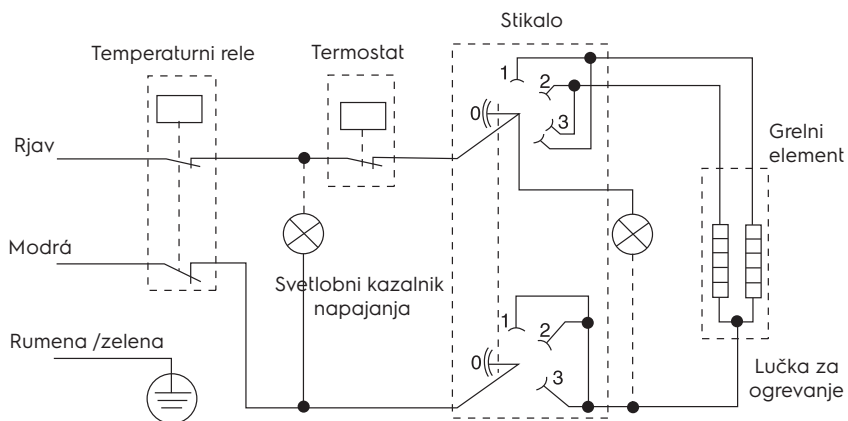 Stikalo
Temperaturni rele
Termostat
1
2
0
3
Rjav
Grelni
element
Modrá
Svetlobni kazalnik
napajanja
1
2
0
3
Rumena /zelena
Lučka za
ogrevanje